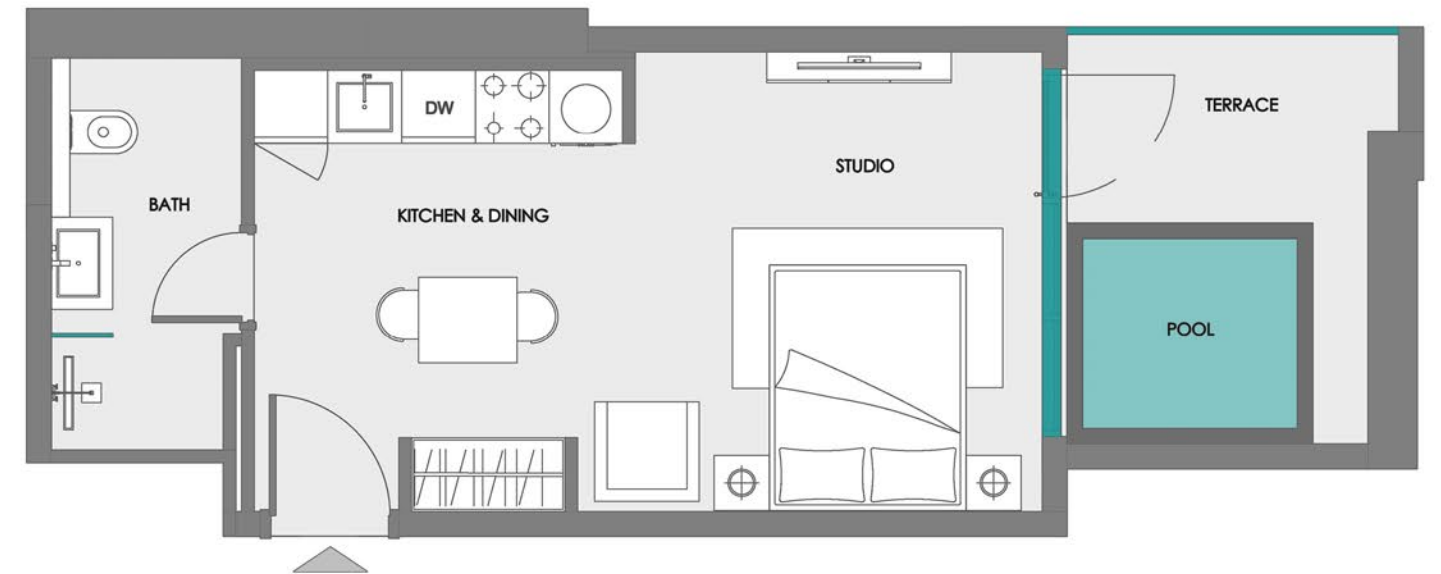 BATH
KITCHEN & DINING
DW
STUDIO
TERRACE
POOL